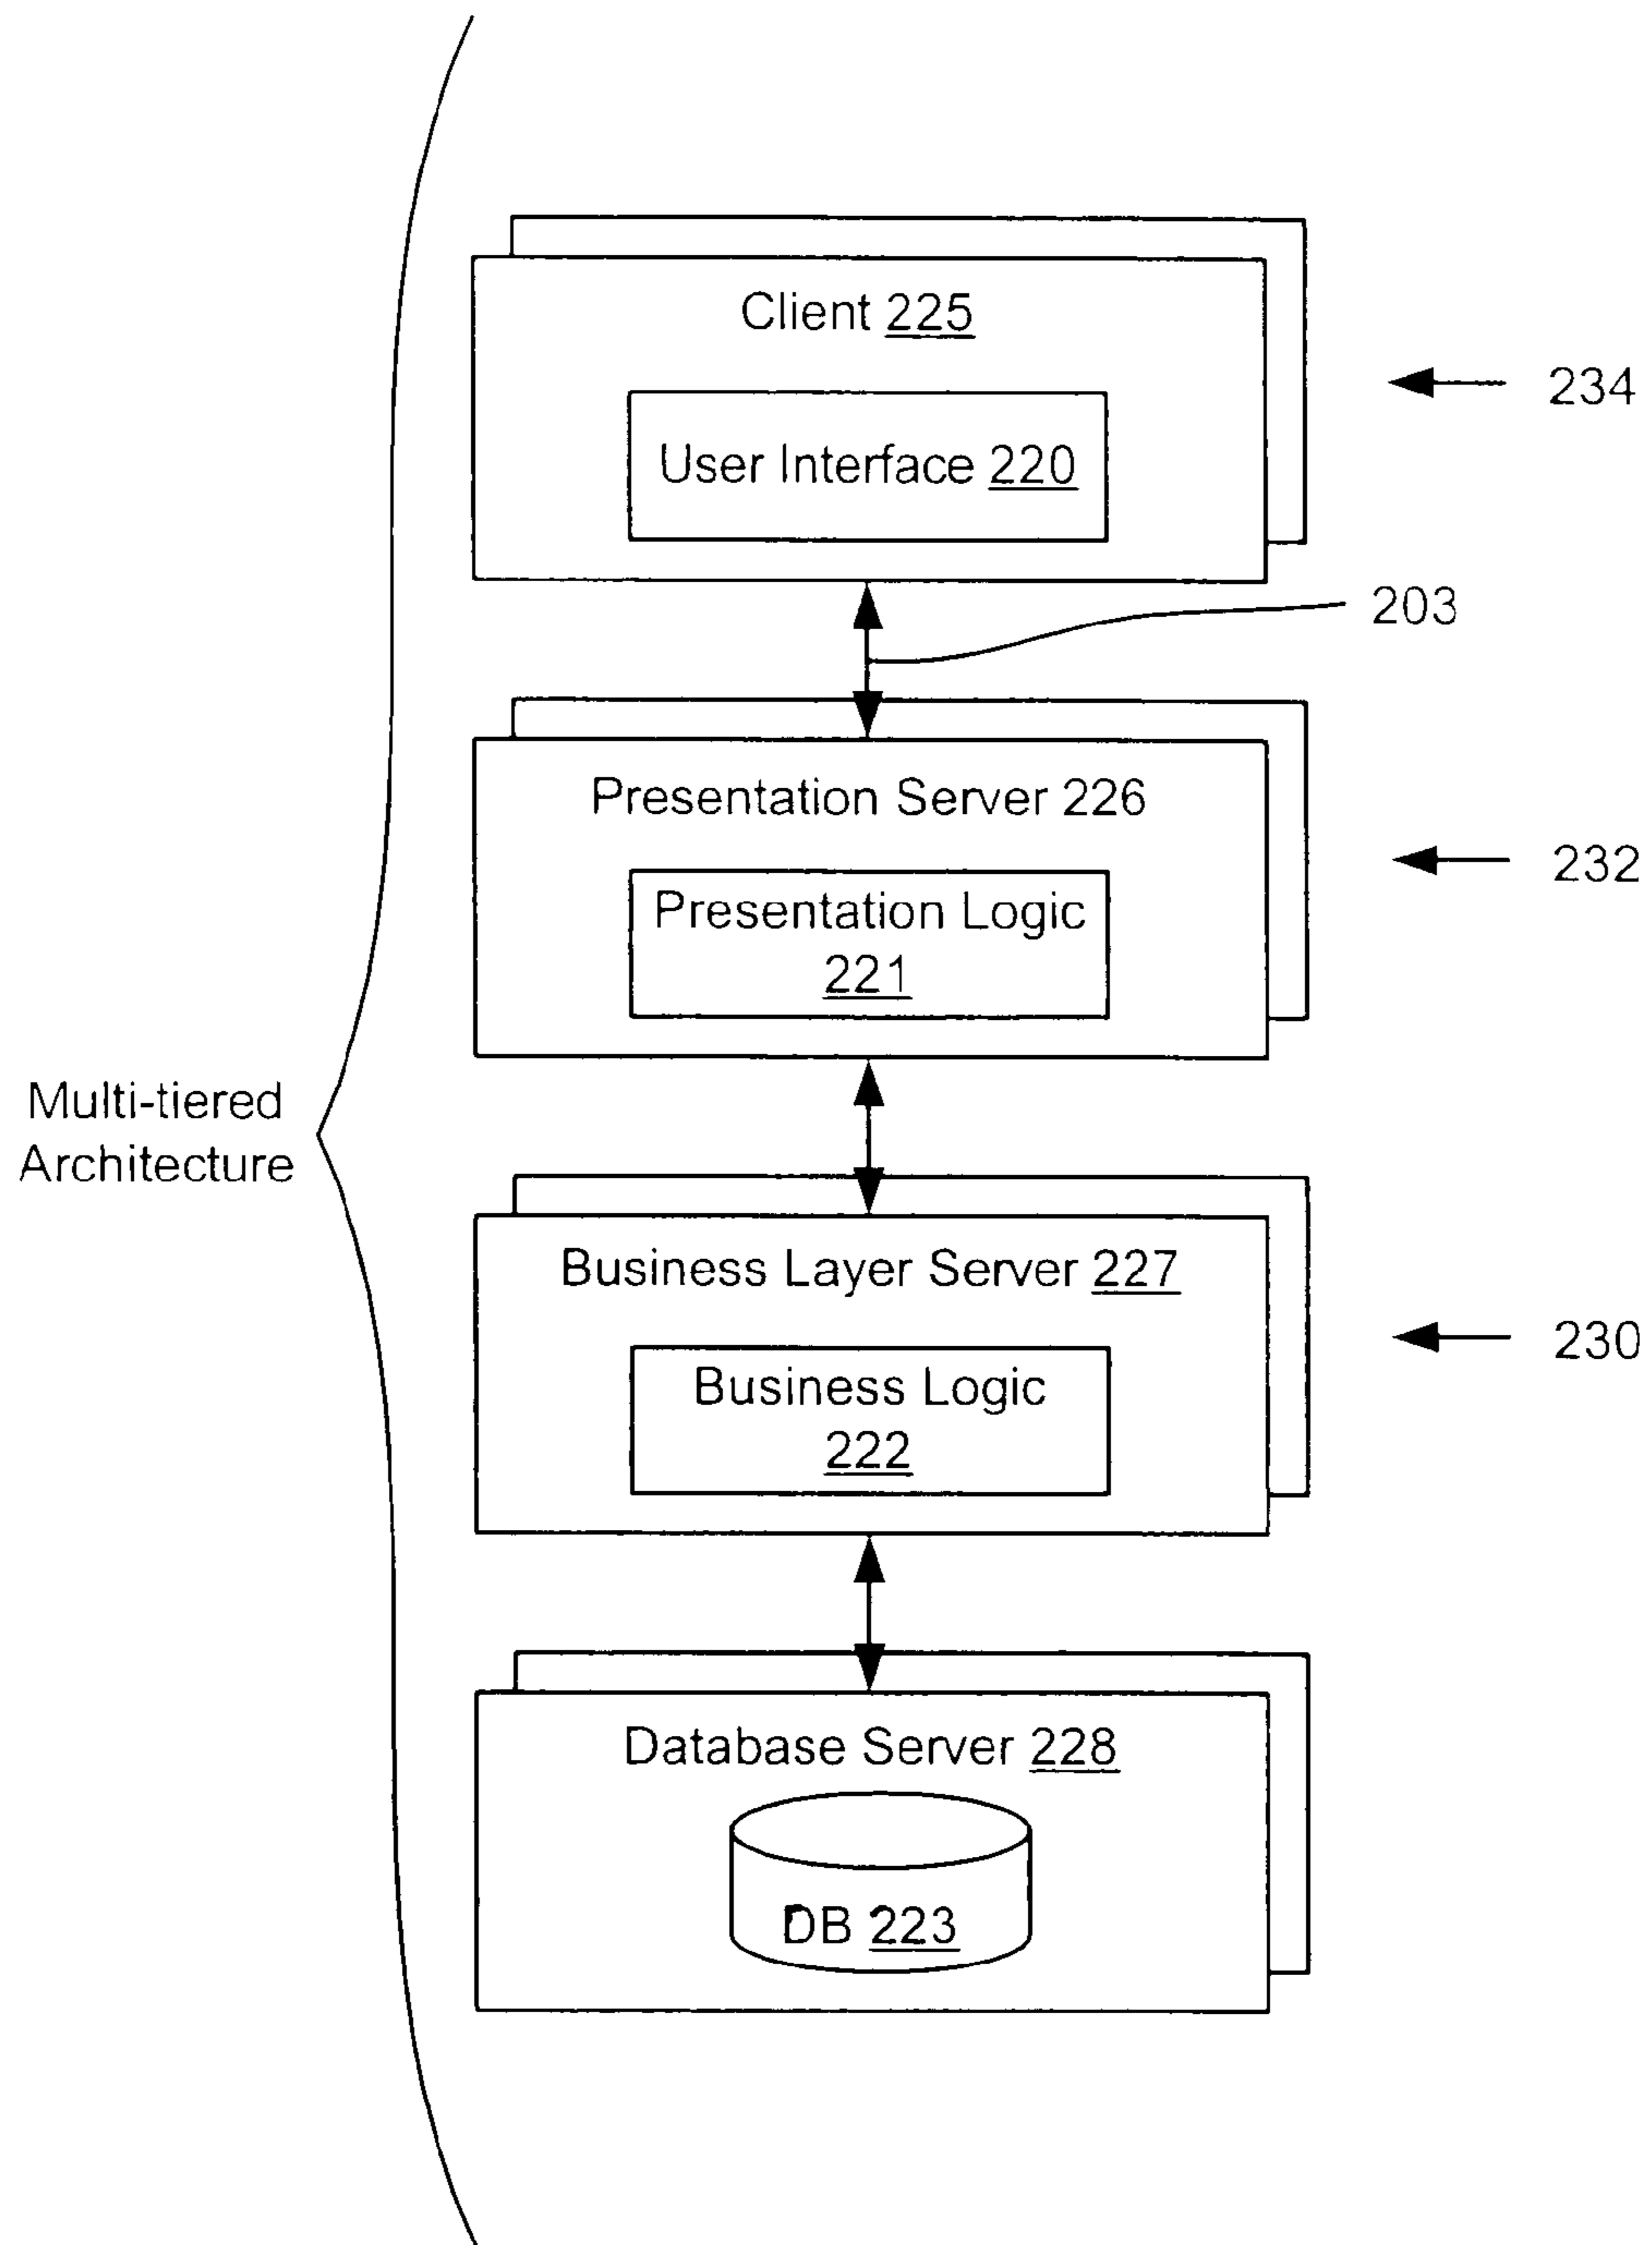 Client 225
234
User Interface 220
203
Presentation Server 226
232
Presentation Logic
221
Multi-tiered
Architecture
Business Layer Server 227
230
Business Logic
222
Database Server 228
DB 223